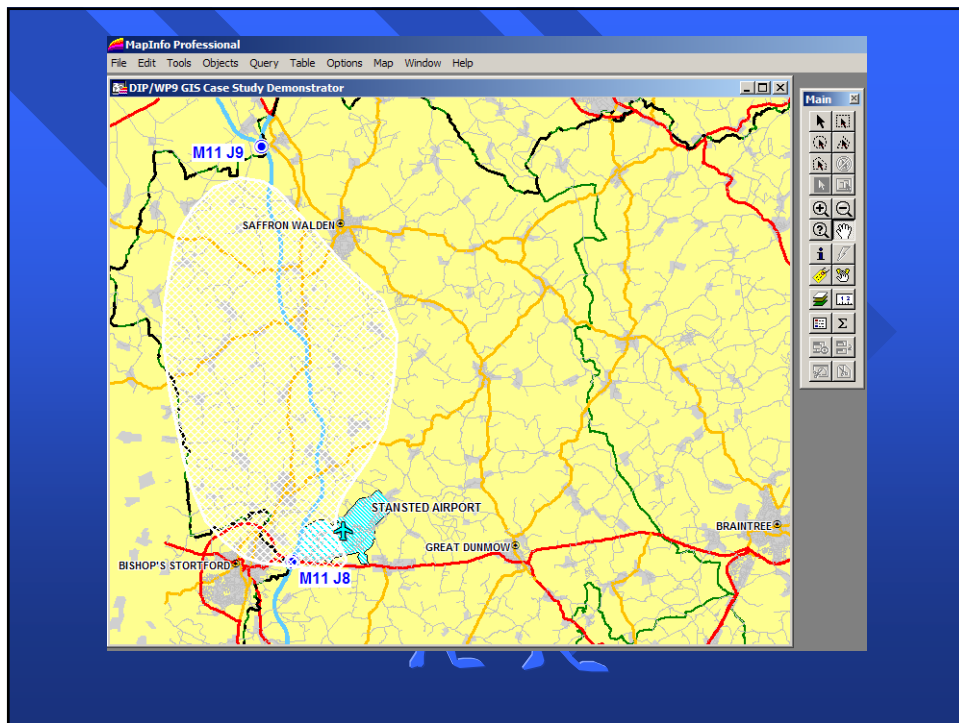 MapInfo Professional
File Edit Tools Objects Query Table Options Map Window Help
DIP/WP9 GIS Case Study Demonstrator
Main
M11 J9
SAFFRON WALDEN
STANSTED AIRPORT
BRAINTREE
GREAT DUNMOW
BISHOP'S STORTFORD
M11 J8